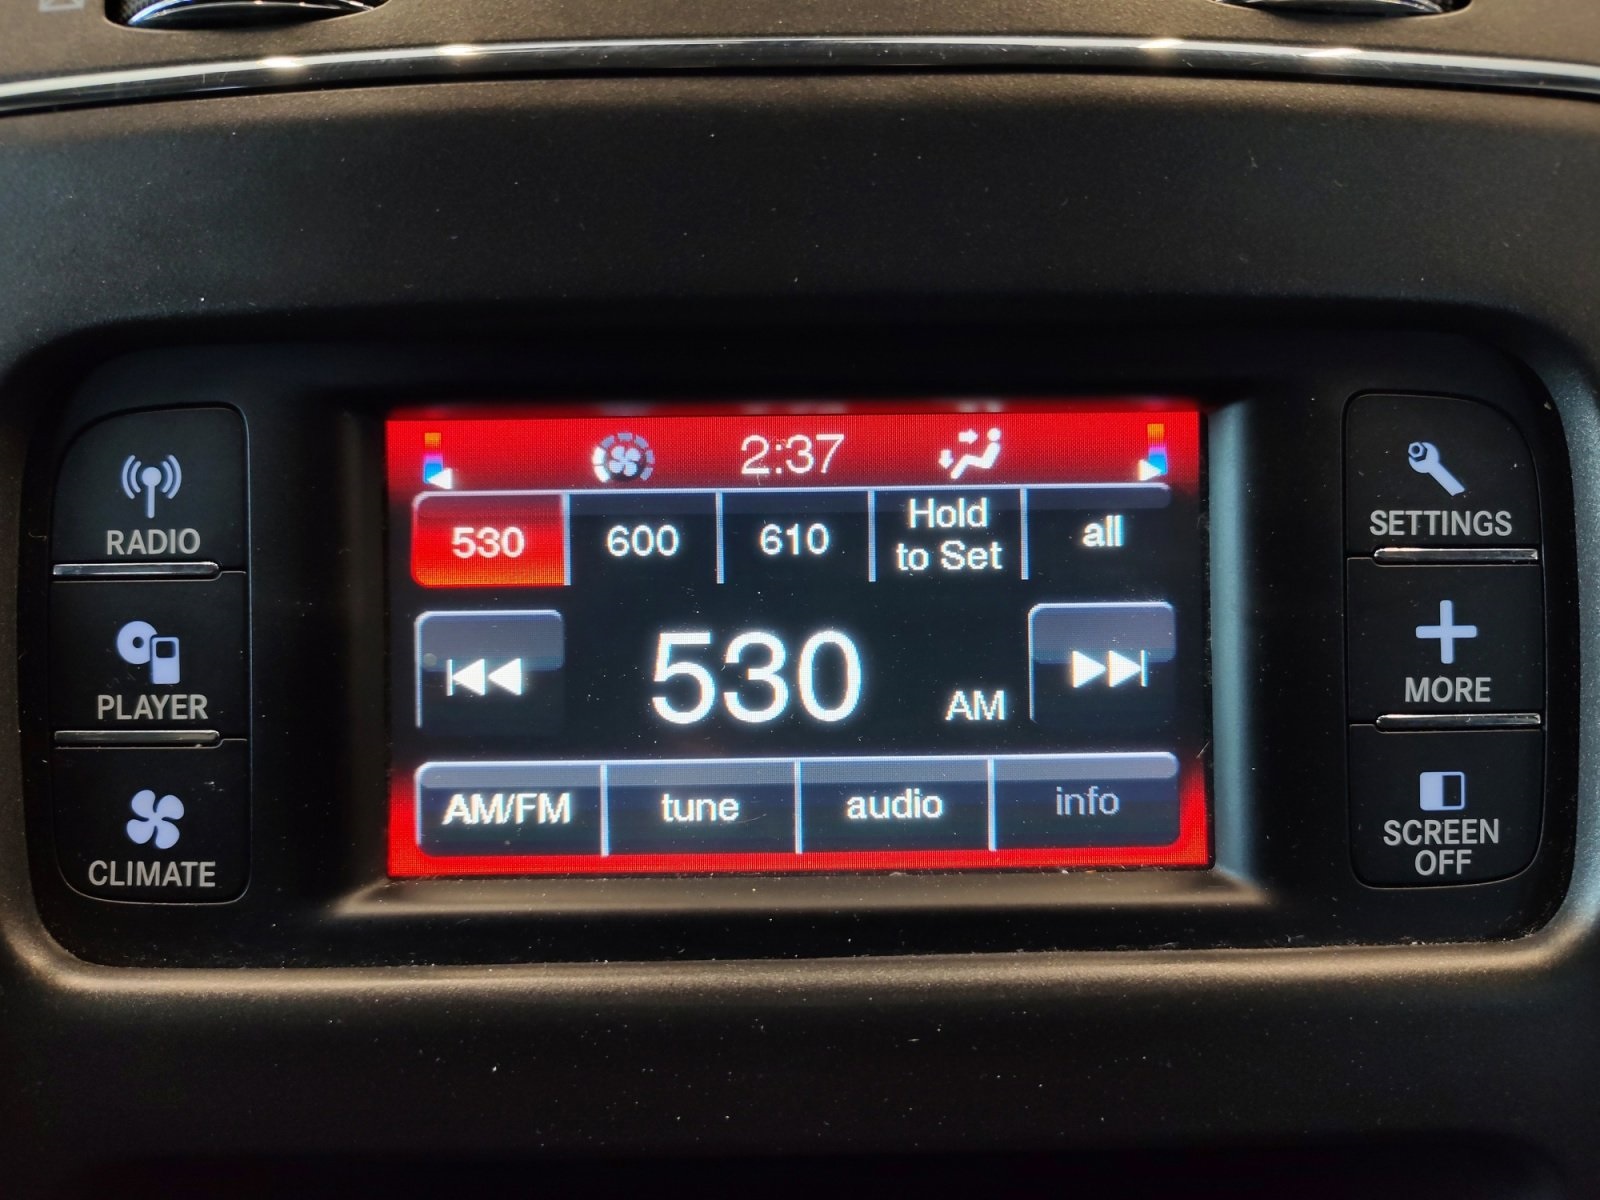 2:37
530
600
610
Hold
to Set
all
530
AM
AM/FM
tune
audio
info
RADIO
PLAYER
CLIMATE
SETTINGS
MORE
SCREEN
OFF